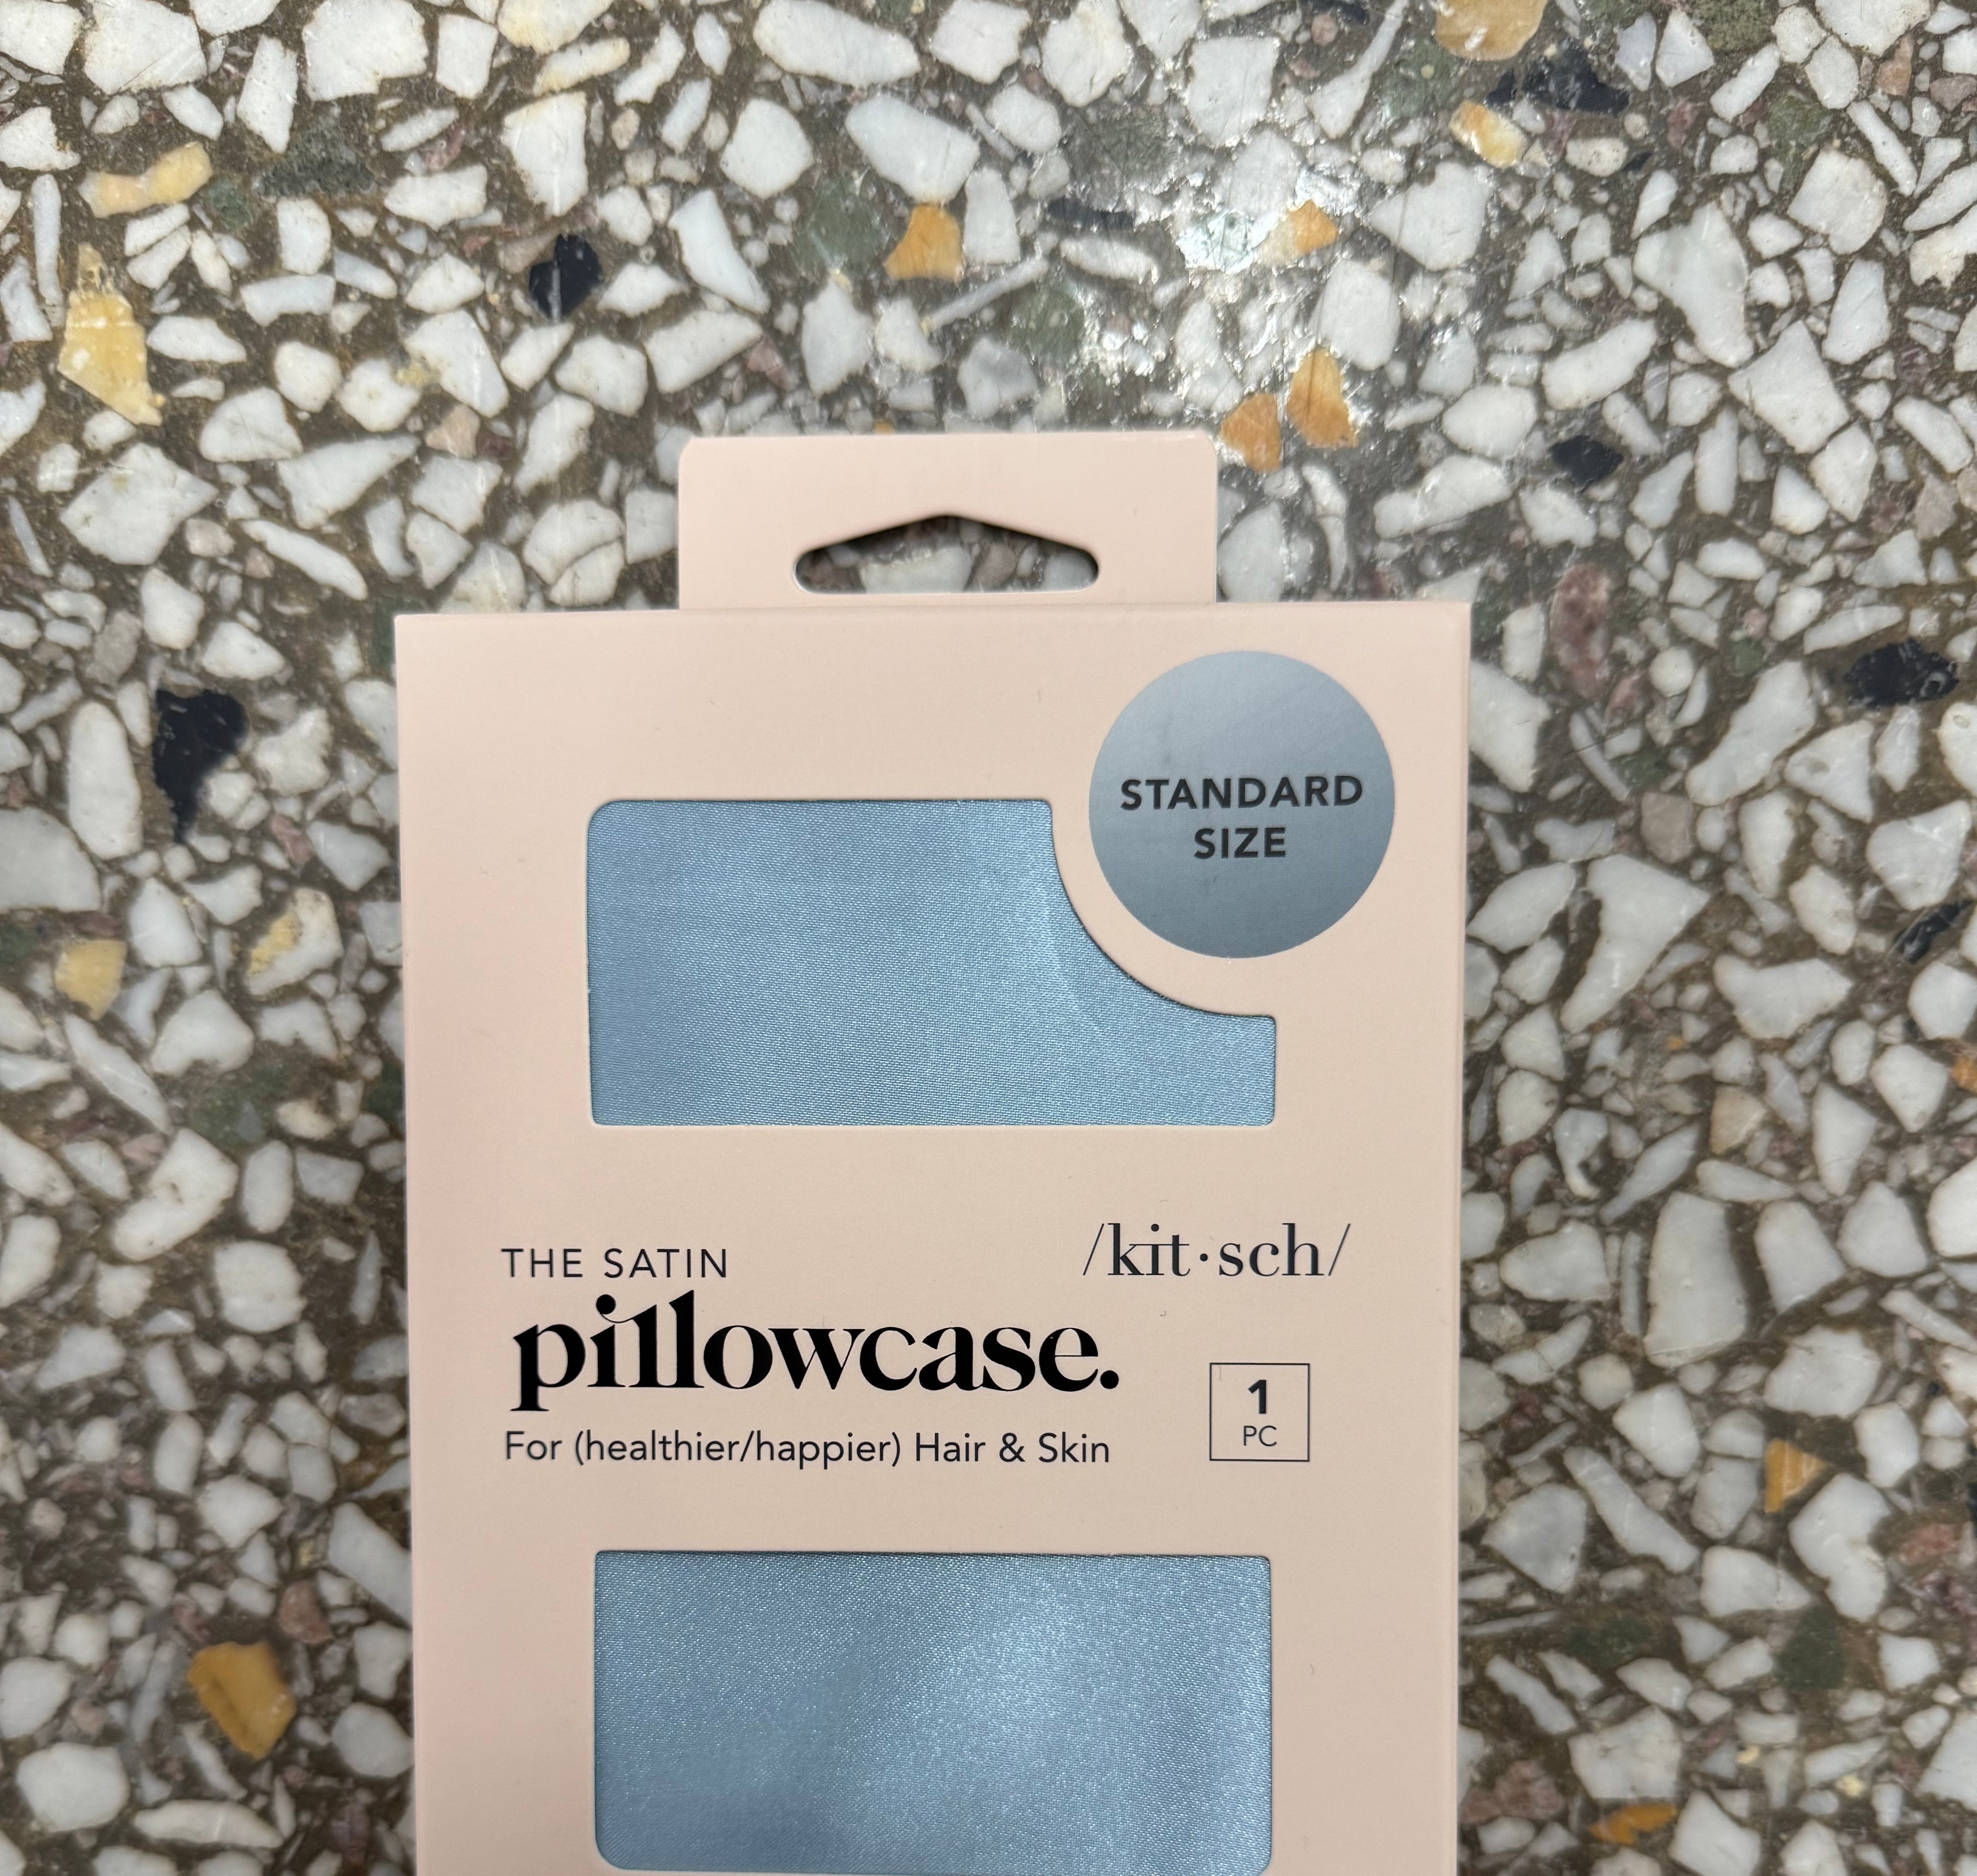 STANDARD
SIZE
THE SATIN
/kit·sch/
pillowcase.
1
PC
For (healthier/happier) Hair & Skin